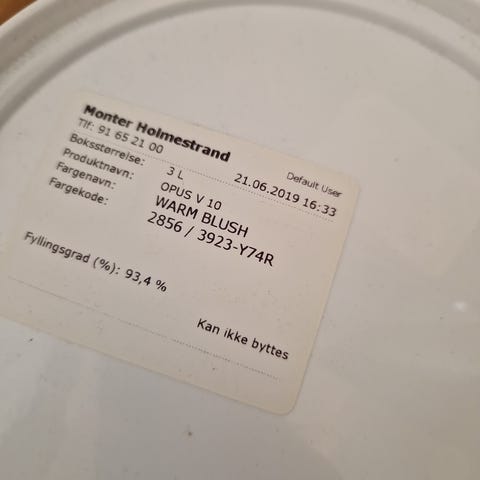 Monter Holmestrand
Tlf: 91 65 21 00
Default User
21.06.2019 16:33
Boksstørrelse: 3 L
Produktnavn: OPUS V 10
Fargenavn: WARM BLUSH
Fargekode: 2856 / 3923-Y74R
Fyllingsgrad (%): 93,4 %
Kan ikke byttes